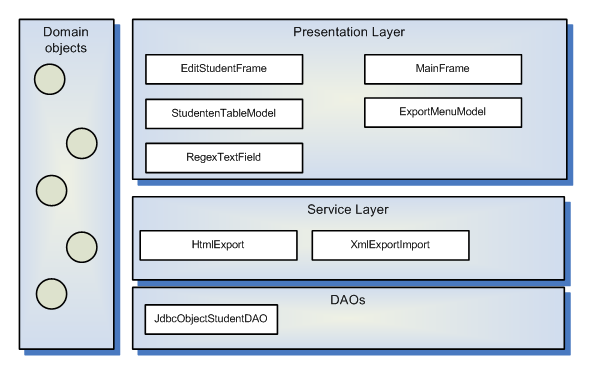 Domain
objects
Presentation Layer
EditStudentFrame
MainFrame
StudentenTableModel
ExportMenuModel
RegexTextField
Service Layer
HtmlExport
XmlExportImport
DAOs
JdbcObjectStudentDAO